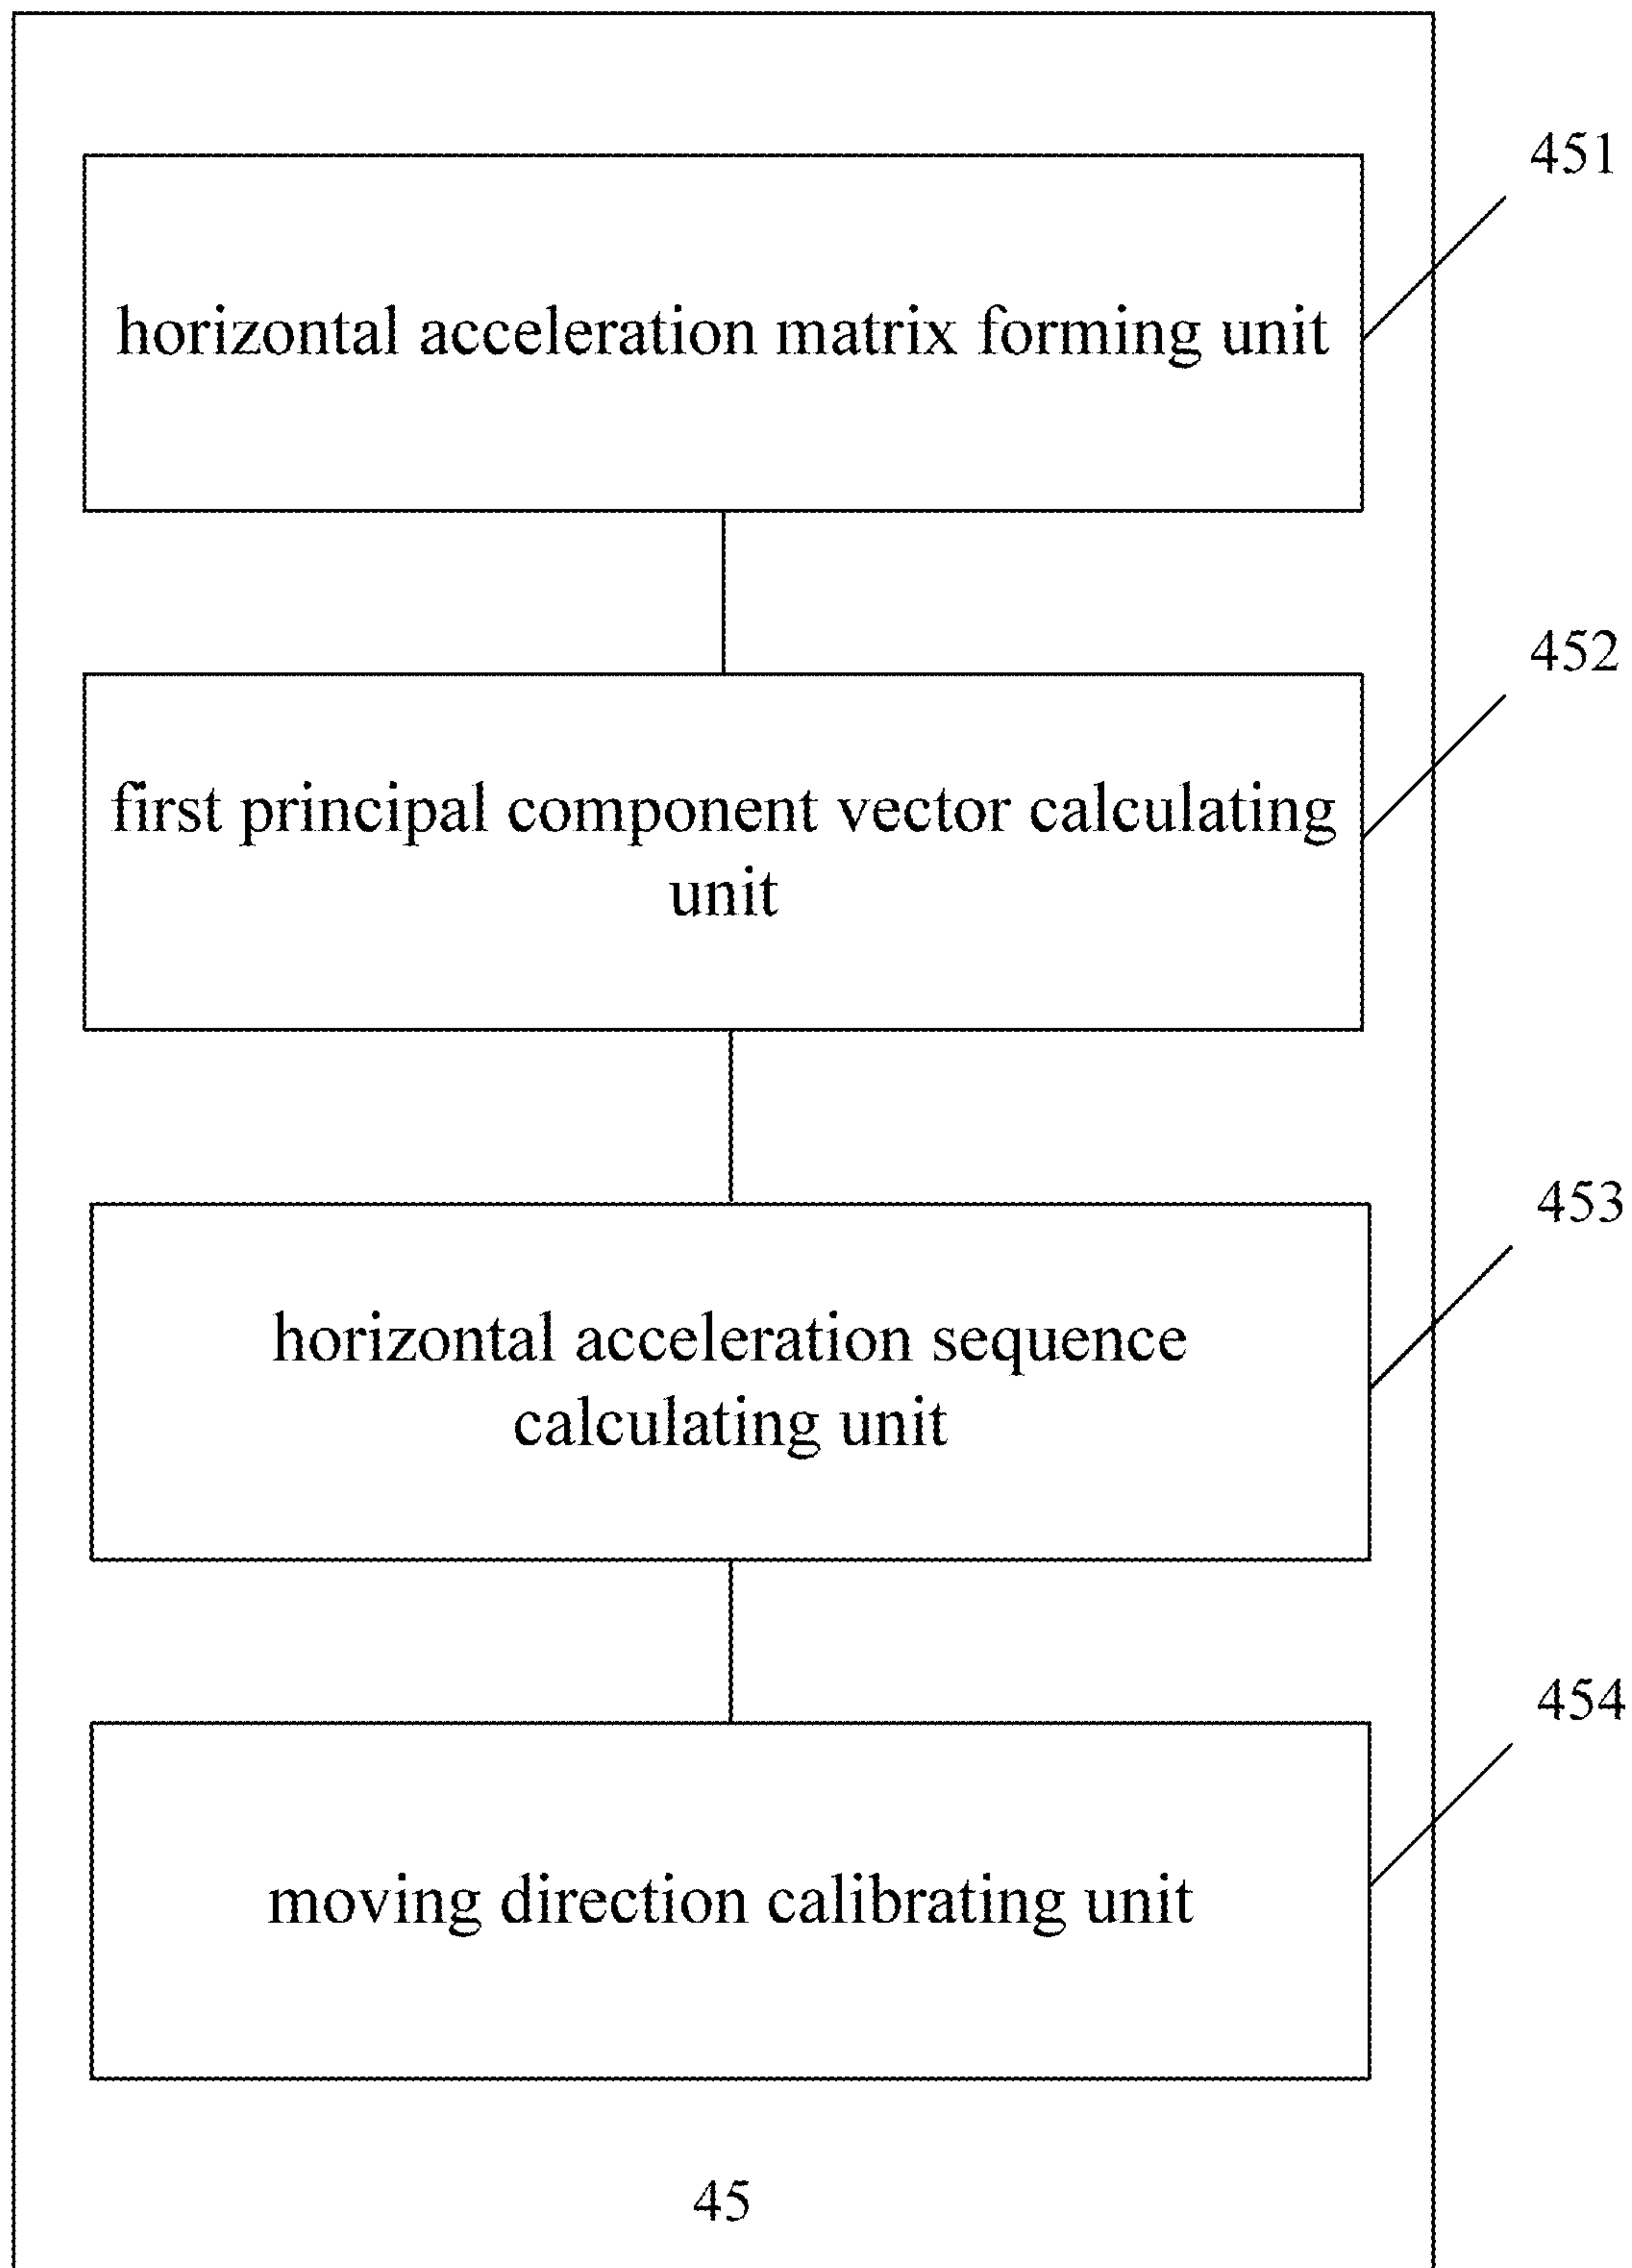 451
horizontal acceleration matrix forming unit
452
first principal component vector calculating
unit
453
horizontal acceleration sequence
calculating unit
454
moving direction calibrating unit
45